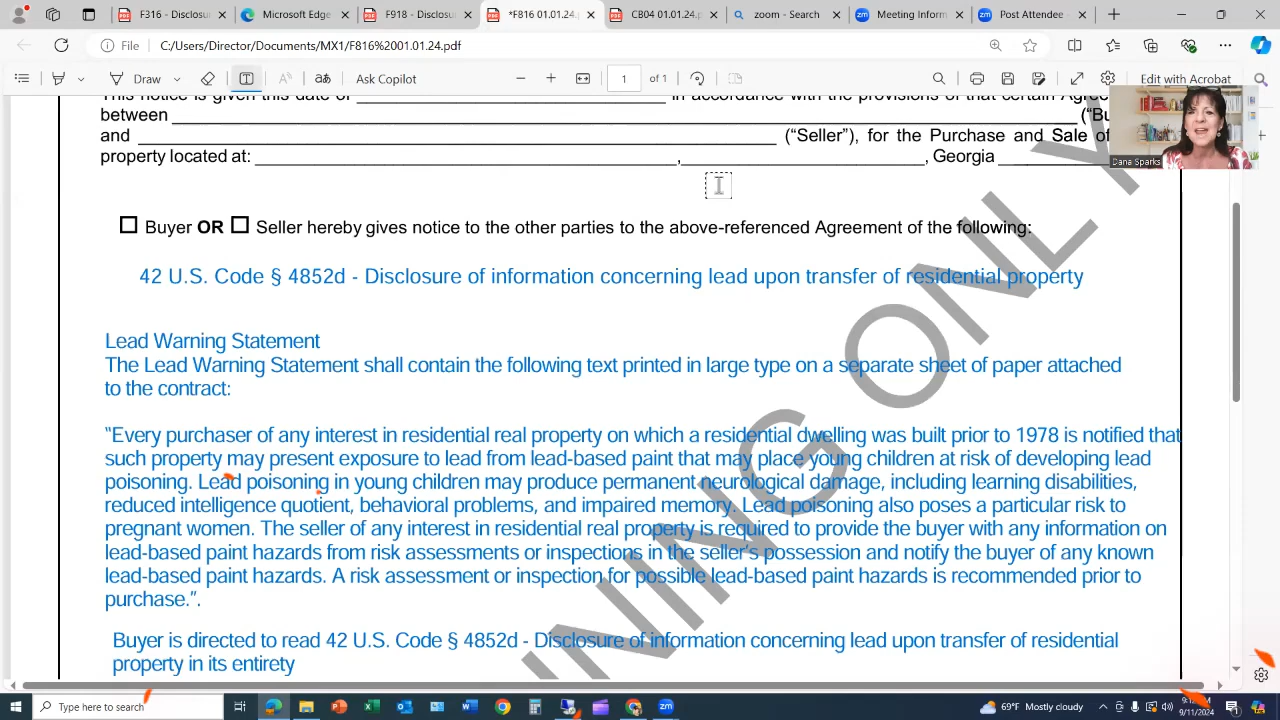 F316 - Disclosu
Microsoft Edge
F918 - Disclosu
*F816 01.01.24.
CB04 01.01.24.p
zoom - Search
Meeting Inform
Post Attendee -
File
C:/Users/Director/Documents/MX1/F816%2001.01.24.pdf
Draw
Ask Copilot
1
of 1
Edit with Acrobat
This notice is given this date of ____ in accordance with the provisions of that certain Agre
between ____ ("Bu
and ____ ("Seller"), for the Purchase and Sale of
property located at: ____,____, Georgia ____
Dana Sparks
Buyer OR Seller hereby gives notice to the other parties to the above-referenced Agreement of the following:
42 U.S. Code § 4852d - Disclosure of information concerning lead upon transfer of residential property
Lead Warning Statement
The Lead Warning Statement shall contain the following text printed in large type on a separate sheet of paper attached
to the contract:
“Every purchaser of any interest in residential real property on which a residential dwelling was built prior to 1978 is notified that
such property may present exposure to lead from lead-based paint that may place young children at risk of developing lead
poisoning. Lead poisoning in young children may produce permanent neurological damage, including learning disabilities,
reduced intelligence quotient, behavioral problems, and impaired memory. Lead poisoning also poses a particular risk to
pregnant women. The seller of any interest in residential real property is required to provide the buyer with any information on
lead-based paint hazards from risk assessments or inspections in the seller’s possession and notify the buyer of any known
lead-based paint hazards. A risk assessment or inspection for possible lead-based paint hazards is recommended prior to
purchase.”.
Buyer is directed to read 42 U.S. Code § 4852d - Disclosure of information concerning lead upon transfer of residential
property in its entirety
INING ONLY
Type here to search
69°F Mostly cloudy
9/11/2024